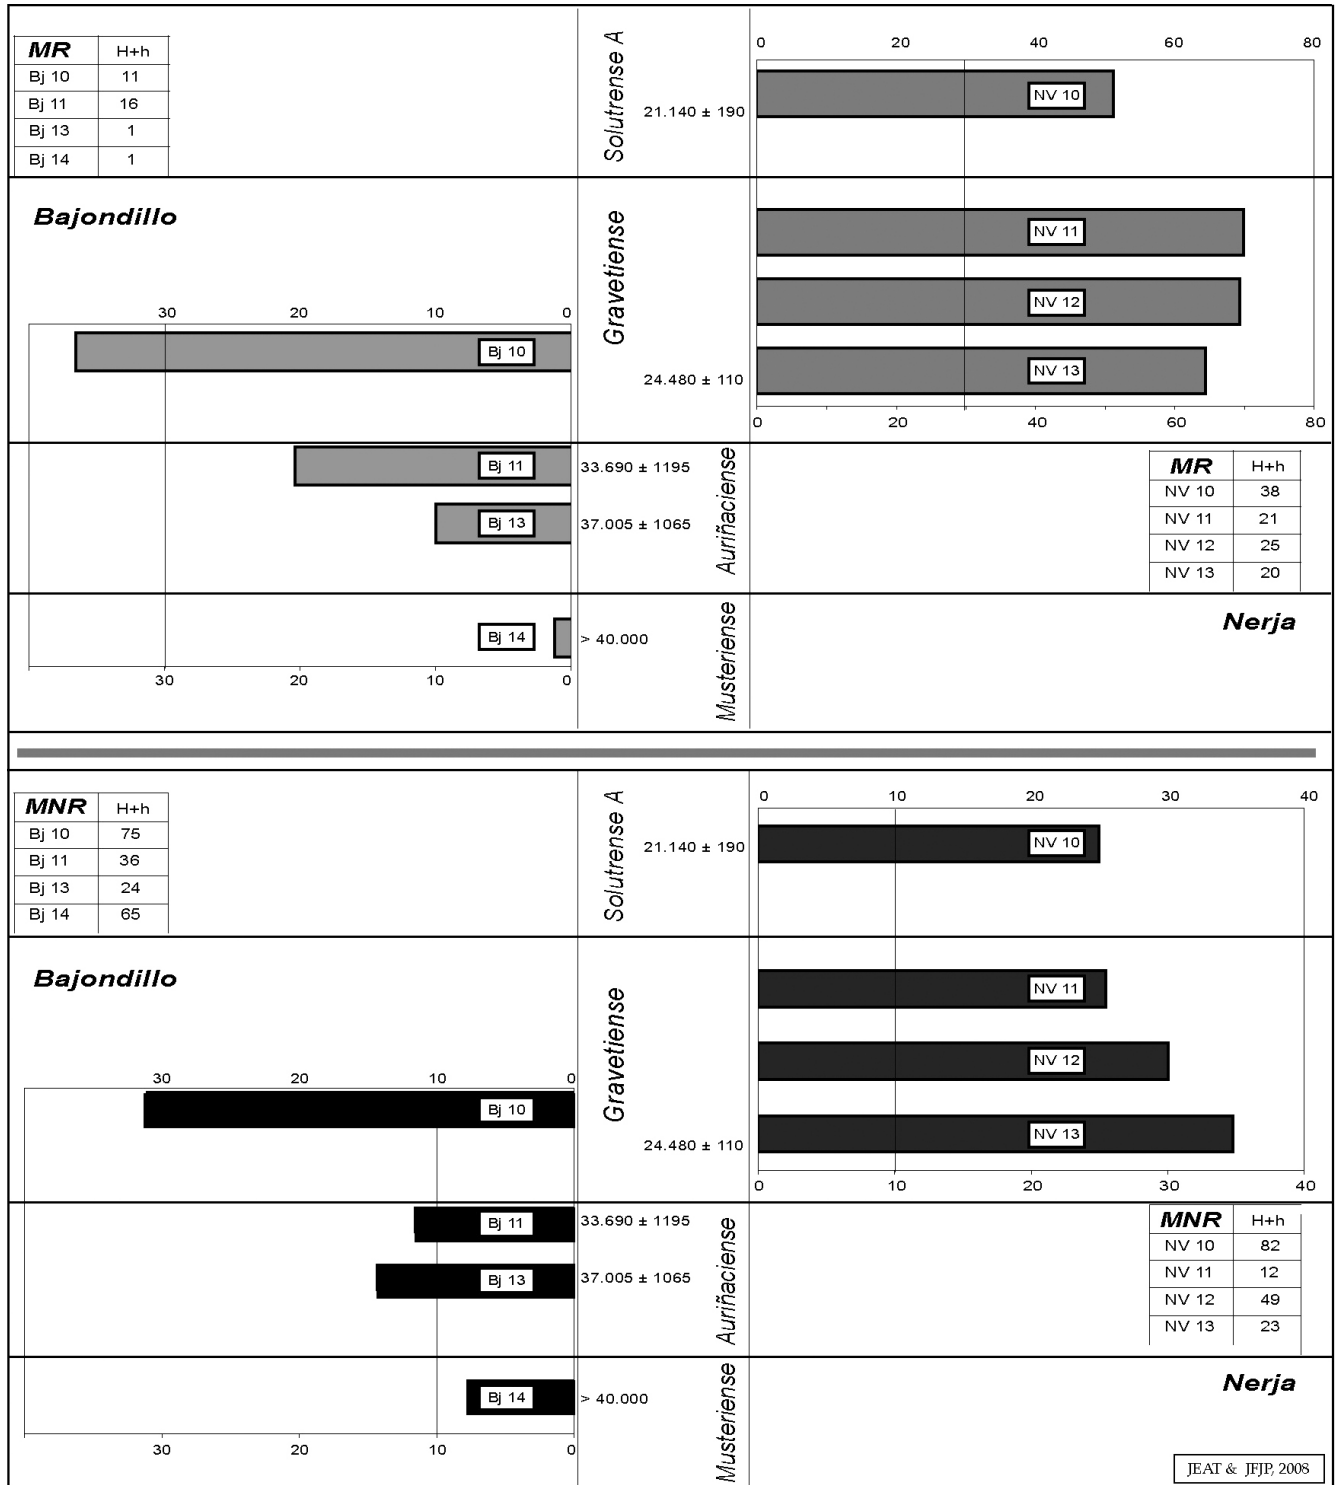 MR H+h
Bj 10 11
Bj 11 16
Bj 13 1
Bj 14 1
Solutrense A
21.140 ± 190
0 20 40 60 80
NV 10
Bajondillo
Gravetiense
24.480 ± 110
NV 11
NV 12
NV 13
0 20 40 60 80
30 20 10 0
Bj 10
Bj 11
33.690 ± 1195
Bj 13
37.005 ± 1065
Auriñaciense
MR H+h
NV 10 38
NV 11 21
NV 12 25
NV 13 20
Bj 14
> 40.000
Musteriense
Nerja
30 20 10 0
MNR H+h
Bj 10 75
Bj 11 36
Bj 13 24
Bj 14 65
Solutrense A
21.140 ± 190
0 10 20 30 40
NV 10
Bajondillo
Gravetiense
24.480 ± 110
NV 11
NV 12
NV 13
0 10 20 30 40
30 20 10 0
Bj 10
Bj 11
33.690 ± 1195
Bj 13
37.005 ± 1065
Auriñaciense
MNR H+h
NV 10 82
NV 11 12
NV 12 49
NV 13 23
Bj 14
> 40.000
Musteriense
Nerja
30 10 0
JEAT & JFJP, 2008